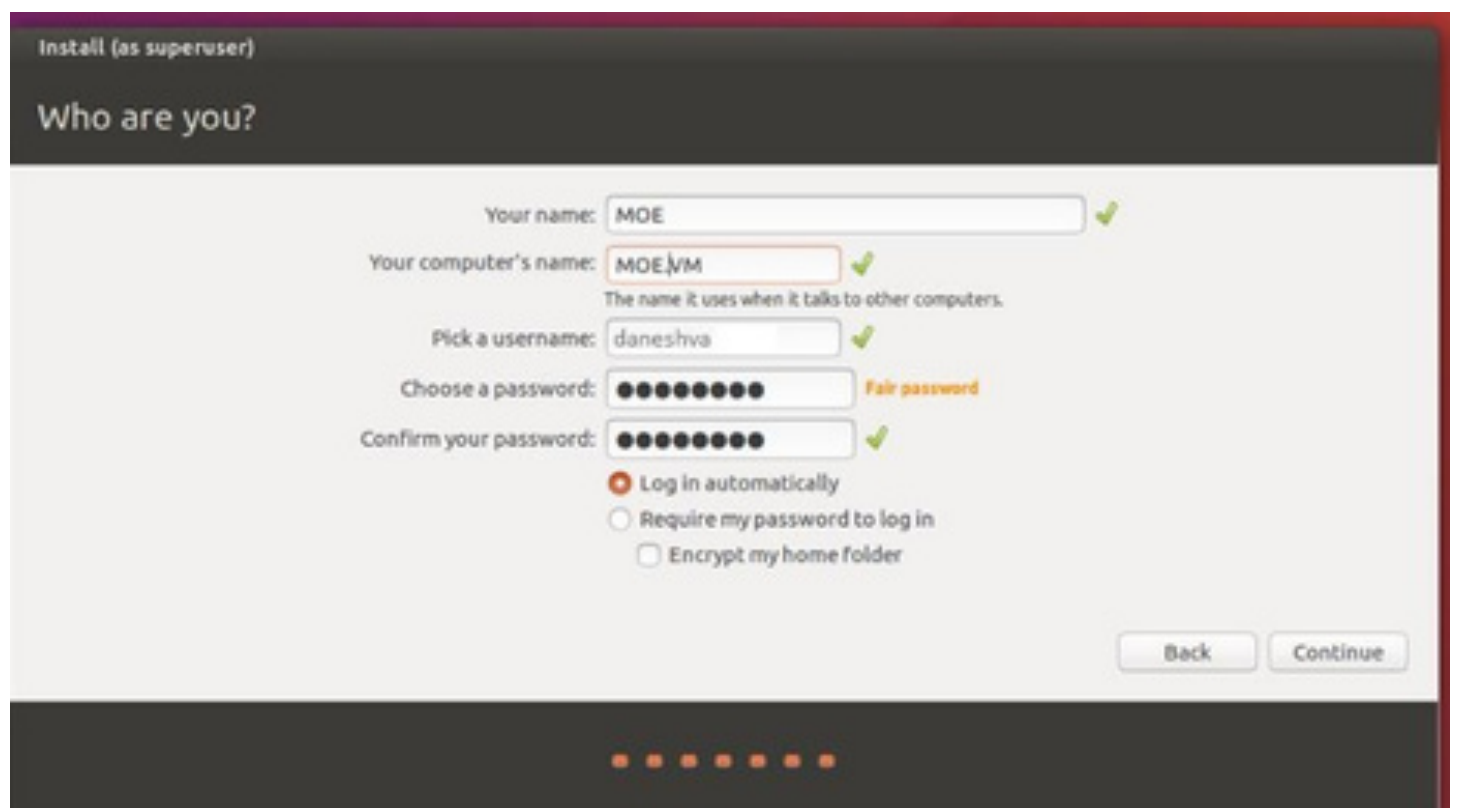 Install (as superuser)
Who are you?
Your name: MOE
Your computer's name: MOE.VM
The name it uses when it talks to other computers.
Pick a username: daneshva
Choose a password: ●●●●●●●● Fair password
Confirm your password: ●●●●●●●●
Log in automatically
Require my password to log in
Encrypt my home folder
Back Continue